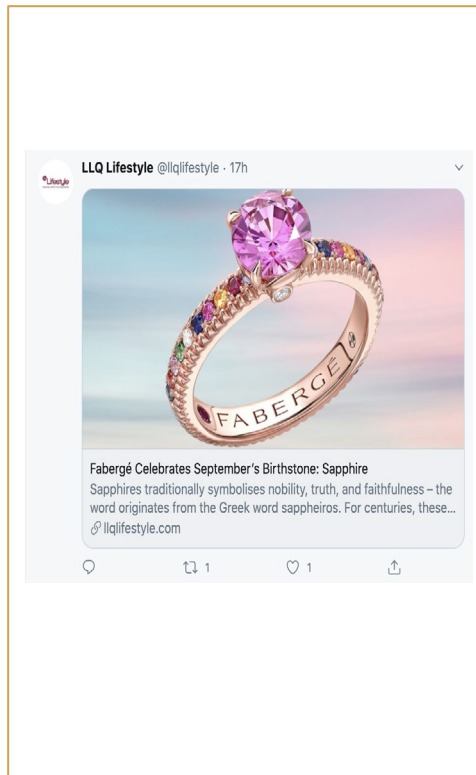 LLQ Lifestyle @llqlifestyle · 17h
Lifestyle
FABERGÉ
Fabergé Celebrates September's Birthstone: Sapphire
Sapphires traditionally symbolises nobility, truth, and faithfulness – the
word originates from the Greek word sappheiros. For centuries, these...
llqlifestyle.com
1 1